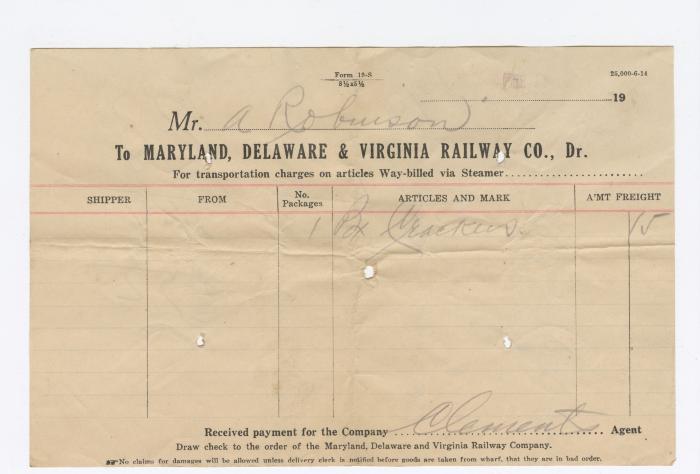 Form 19-S
8½x5½
25,000-6-14
19
Mr. A Robinson
To MARYLAND, DELAWARE & VIRGINIA RAILWAY CO., Dr.
For transportation charges on articles Way-billed via Steamer
SHIPPER FROM No. Packages ARTICLES AND MARK A'MT FREIGHT
1 Bx Crackers. 15
Received payment for the Company A Clements Agent
Draw check to the order of the Maryland, Delaware and Virginia Railway Company.
☞No claims for damages will be allowed unless delivery clerk is notified before goods are taken from wharf, that they are in bad order.